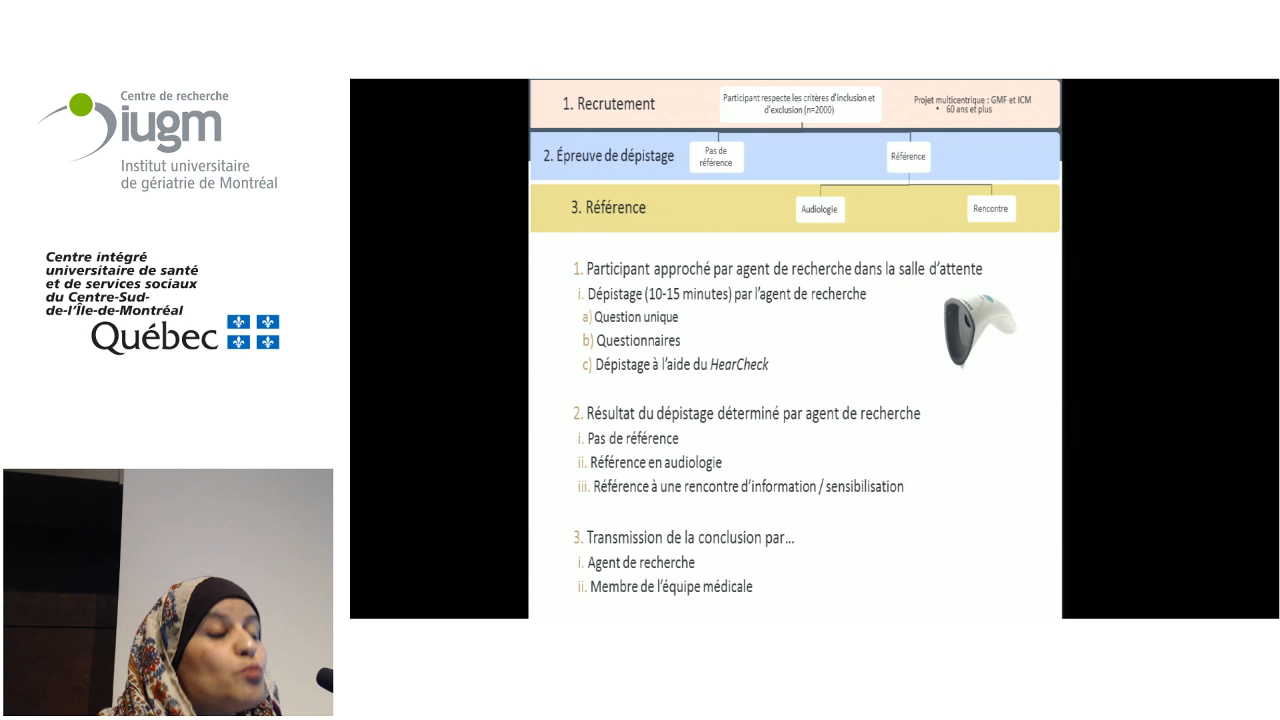 Centre de recherche
iugm
Institut universitaire
de gériatrie de Montréal
Centre intégré
universitaire de santé
et de services sociaux
du Centre-Sud-
de-l'Île-de-Montréal
Québec
1. Recrutement
Participant respecte les critères d'inclusion et
d'exclusion (n=2000)
Projet multicentrique : GMF et ICM
• 60 ans et plus
2. Épreuve de dépistage
Pas de
référence
Référence
3. Référence
Audiologie
Rencontre
1. Participant approché par agent de recherche dans la salle d'attente
i. Dépistage (10-15 minutes) par l'agent de recherche
a) Question unique
b) Questionnaires
c) Dépistage à l'aide du HearCheck
2. Résultat du dépistage déterminé par agent de recherche
i. Pas de référence
ii. Référence en audiologie
iii. Référence à une rencontre d'information / sensibilisation
3. Transmission de la conclusion par...
i. Agent de recherche
ii. Membre de l'équipe médicale